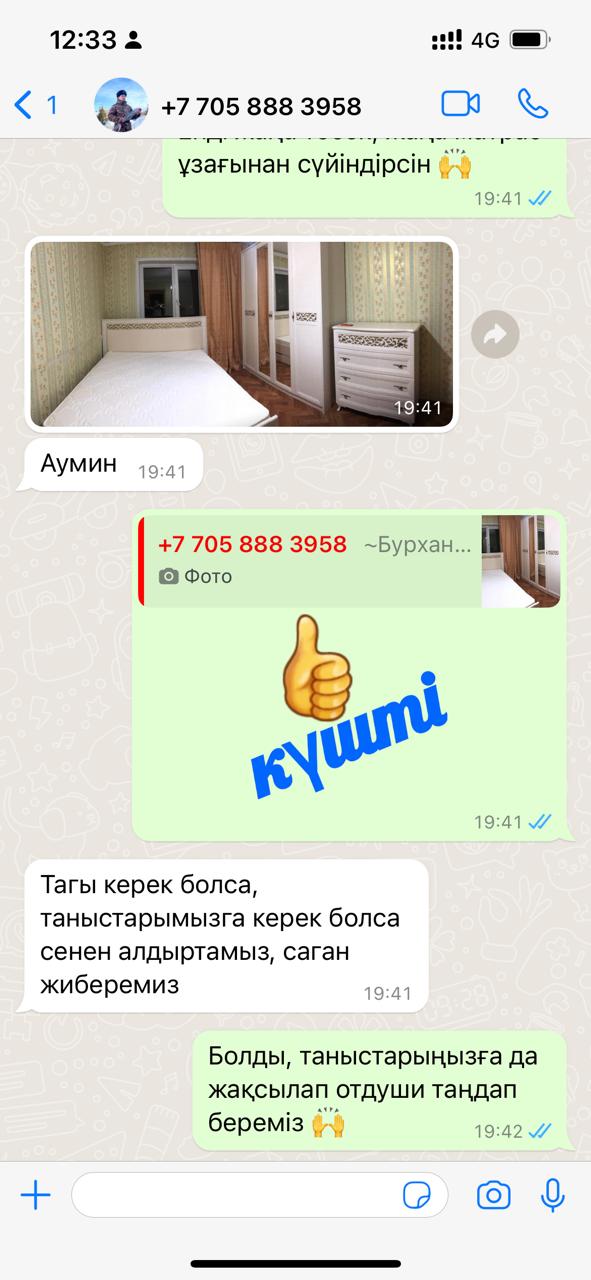 12:33
4G
1
+7 705 888 3958
ұзағынан сүйіндірсін 🙌
19:41
19:41
Аумин 19:41
+7 705 888 3958 ~Бурхан...
Фото
👍
күшті
19:41
Тагы керек болса,
таныстарымызга керек болса
сенен алдыртамыз, саган
жиберемиз
19:41
Болды, таныстарыңызға да
жақсылап отдуши таңдап
береміз 🙌
19:42